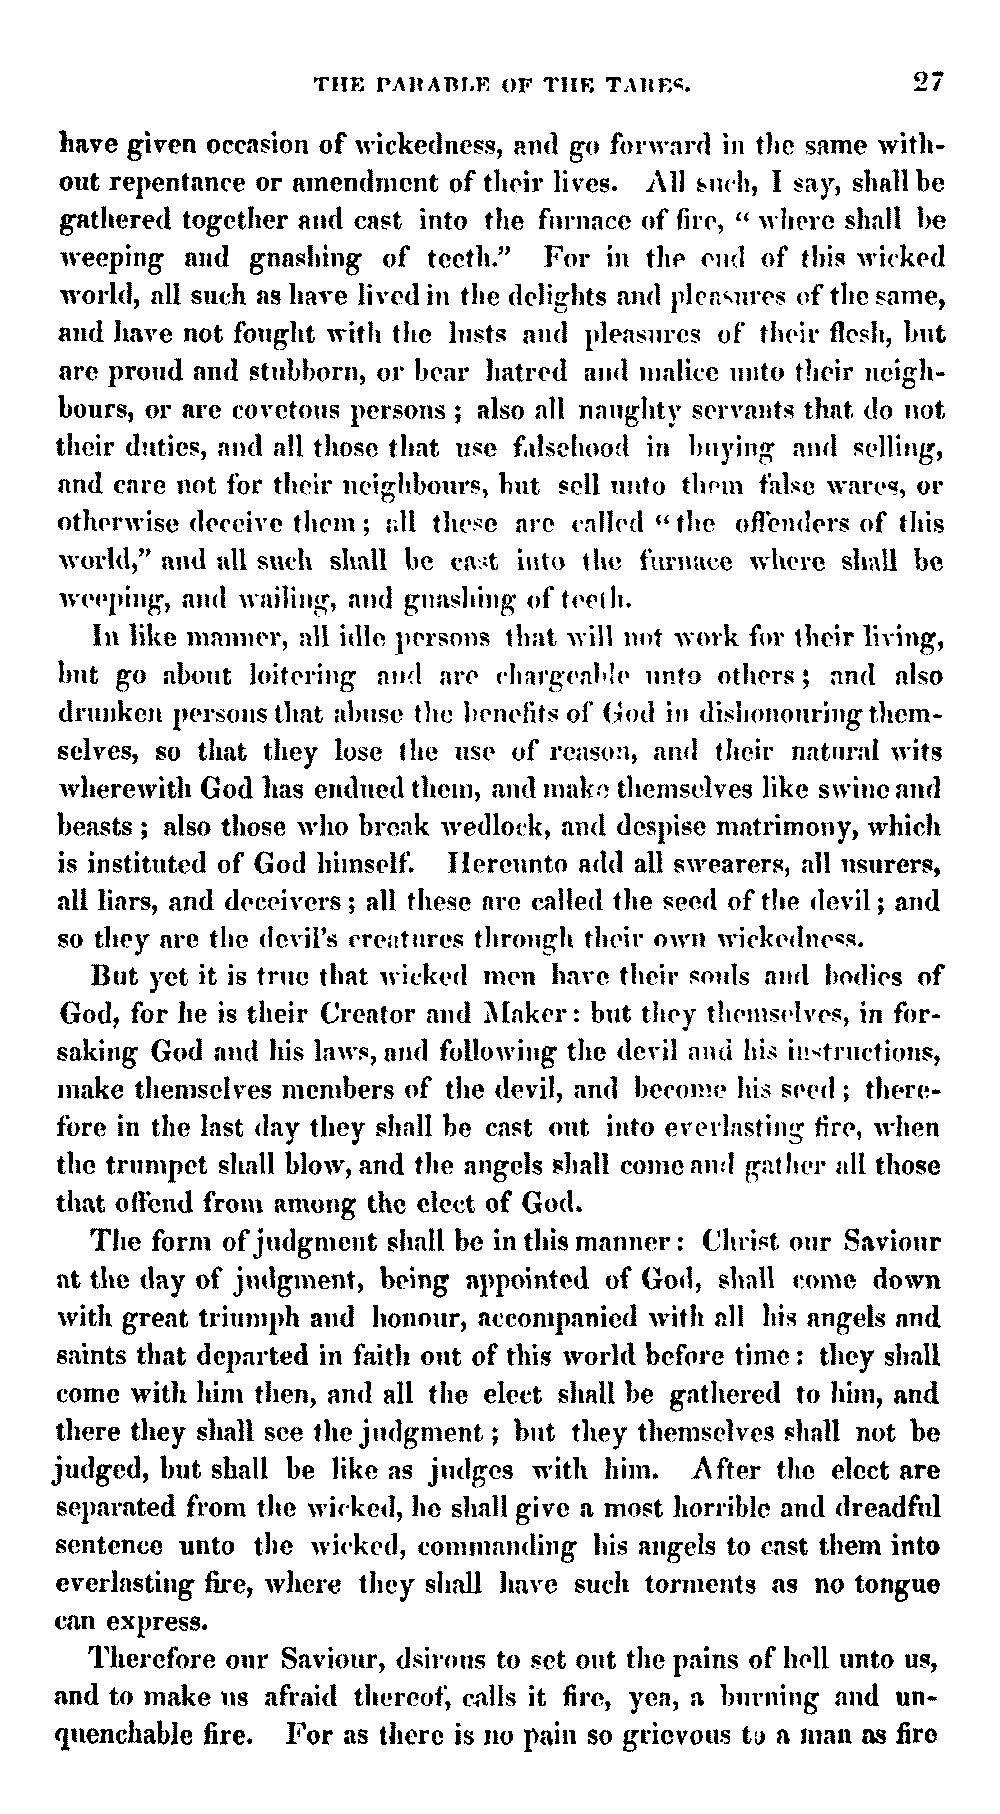 THE PARABLE OF THE TARES. 27
have given occasion of wickedness, and go forward in the same with-
out repentance or amendment of their lives. All such, I say, shall be
gathered together and cast into the furnace of fire, “ where shall be
weeping and gnashing of teeth.” For in the end of this wicked
world, all such as have lived in the delights and pleasures of the same,
and have not fought with the lusts and pleasures of their flesh, but
are proud and stubborn, or bear hatred and malice unto their neigh-
bours, or are covetous persons ; also all naughty servants that do not
their duties, and all those that use falsehood in buying and selling,
and care not for their neighbours, but sell unto them false wares, or
otherwise deceive them ; all these are called “the offenders of this
world,” and all such shall be cast into the furnace where shall be
weeping, and wailing, and gnashing of teeth.
In like manner, all idle persons that will not work for their living,
but go about loitering and are chargeable unto others ; and also
drunken persons that abuse the benefits of God in dishonouring them-
selves, so that they lose the use of reason, and their natural wits
wherewith God has endued them, and make themselves like swine and
beasts ; also those who break wedlock, and despise matrimony, which
is instituted of God himself. Hereunto add all swearers, all usurers,
all liars, and deceivers ; all these are called the seed of the devil ; and
so they are the devil’s creatures through their own wickedness.
But yet it is true that wicked men have their souls and bodies of
God, for he is their Creator and Maker : but they themselves, in for-
saking God and his laws, and following the devil and his instructions,
make themselves members of the devil, and become his seed ; there-
fore in the last day they shall be cast out into everlasting fire, when
the trumpet shall blow, and the angels shall come and gather all those
that offend from among the elect of God.
The form of judgment shall be in this manner : Christ our Saviour
at the day of judgment, being appointed of God, shall come down
with great triumph and honour, accompanied with all his angels and
saints that departed in faith out of this world before time : they shall
come with him then, and all the elect shall be gathered to him, and
there they shall see the judgment ; but they themselves shall not be
judged, but shall be like as judges with him. After the elect are
separated from the wicked, he shall give a most horrible and dreadful
sentence unto the wicked, commanding his angels to cast them into
everlasting fire, where they shall have such torments as no tongue
can express.
Therefore our Saviour, dsirous to set out the pains of hell unto us,
and to make us afraid thereof, calls it fire, yea, a burning and un-
quenchable fire. For as there is no pain so grievous to a man as fire